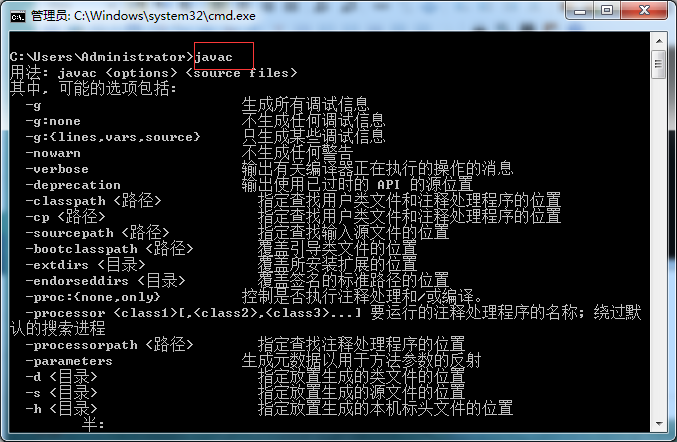 管理员: C:\Windows\system32\cmd.exe
C:\Users\Administrator>javac
用法: javac <options> <source files>
其中, 可能的选项包括:
-g 生成所有调试信息
-g:none 不生成任何调试信息
-g:{lines,vars,source} 只生成某些调试信息
-nowarn 不生成任何警告
-verbose 输出有关编译器正在执行的操作的消息
-deprecation 输出使用已过时的 API 的源位置
-classpath <路径> 指定查找用户类文件和注释处理程序的位置
-cp <路径> 指定查找用户类文件和注释处理程序的位置
-sourcepath <路径> 指定查找输入源文件的位置
-bootclasspath <路径> 覆盖引导类文件的位置
-extdirs <目录> 覆盖所安装扩展的位置
-endorseddirs <目录> 覆盖签名的标准路径的位置
-proc:{none,only} 控制是否执行注释处理和/或编译。
-processor <class1>[,<class2>,<class3>...] 要运行的注释处理程序的名称; 绕过默
认的搜索进程
-processorpath <路径> 指定查找注释处理程序的位置
-parameters 生成元数据以用于方法参数的反射
-d <目录> 指定放置生成的类文件的位置
-s <目录> 指定放置生成的源文件的位置
-h <目录> 指定放置生成的本机标头文件的位置
半: